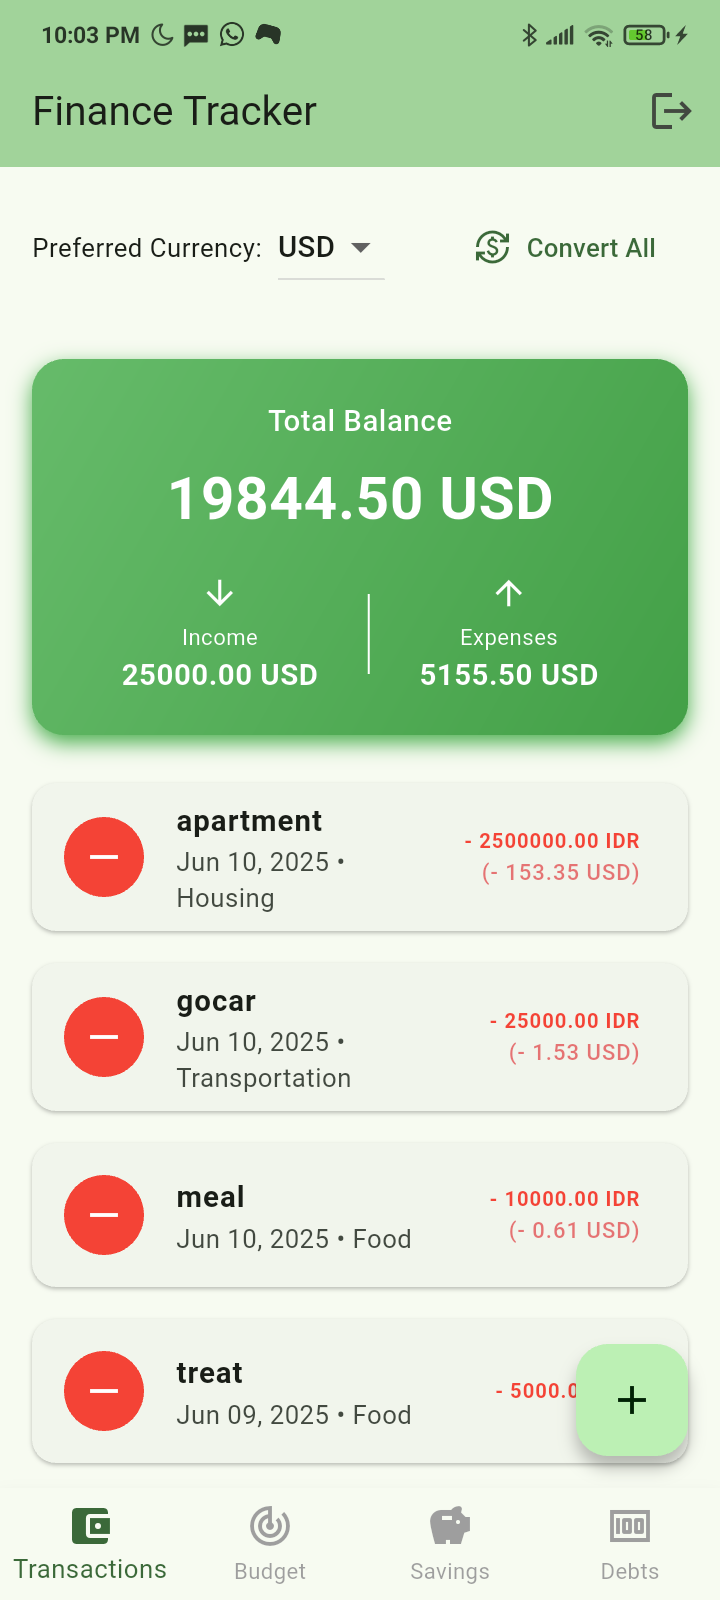 10:03 PM
58
Finance Tracker
Preferred Currency: USD
Convert All
Total Balance
19844.50 USD
Income
25000.00 USD
Expenses
5155.50 USD
apartment
Jun 10, 2025 •
Housing
- 2500000.00 IDR
(- 153.35 USD)
gocar
Jun 10, 2025 •
Transportation
- 25000.00 IDR
(- 1.53 USD)
meal
Jun 10, 2025 • Food
- 10000.00 IDR
(- 0.61 USD)
treat
Jun 09, 2025 • Food
- 5000.0
Transactions
Budget
Savings
Debts